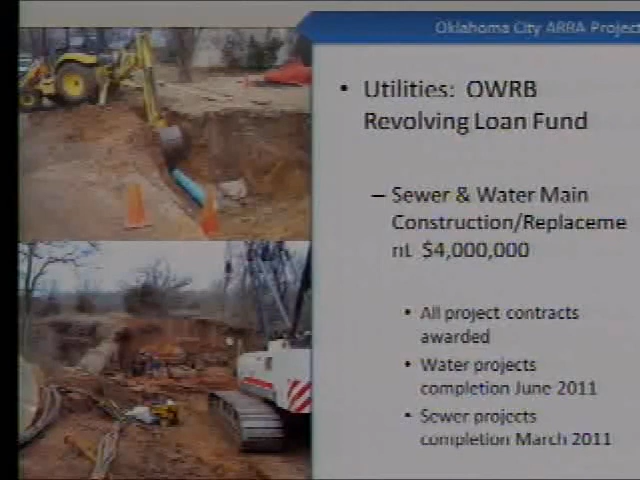 Oklahoma City ARRA Project
• Utilities: OWRB
Revolving Loan Fund
– Sewer & Water Main
Construction/Replaceme
nt $4,000,000
• All project contracts
awarded
• Water projects
completion June 2011
• Sewer projects
completion March 2011